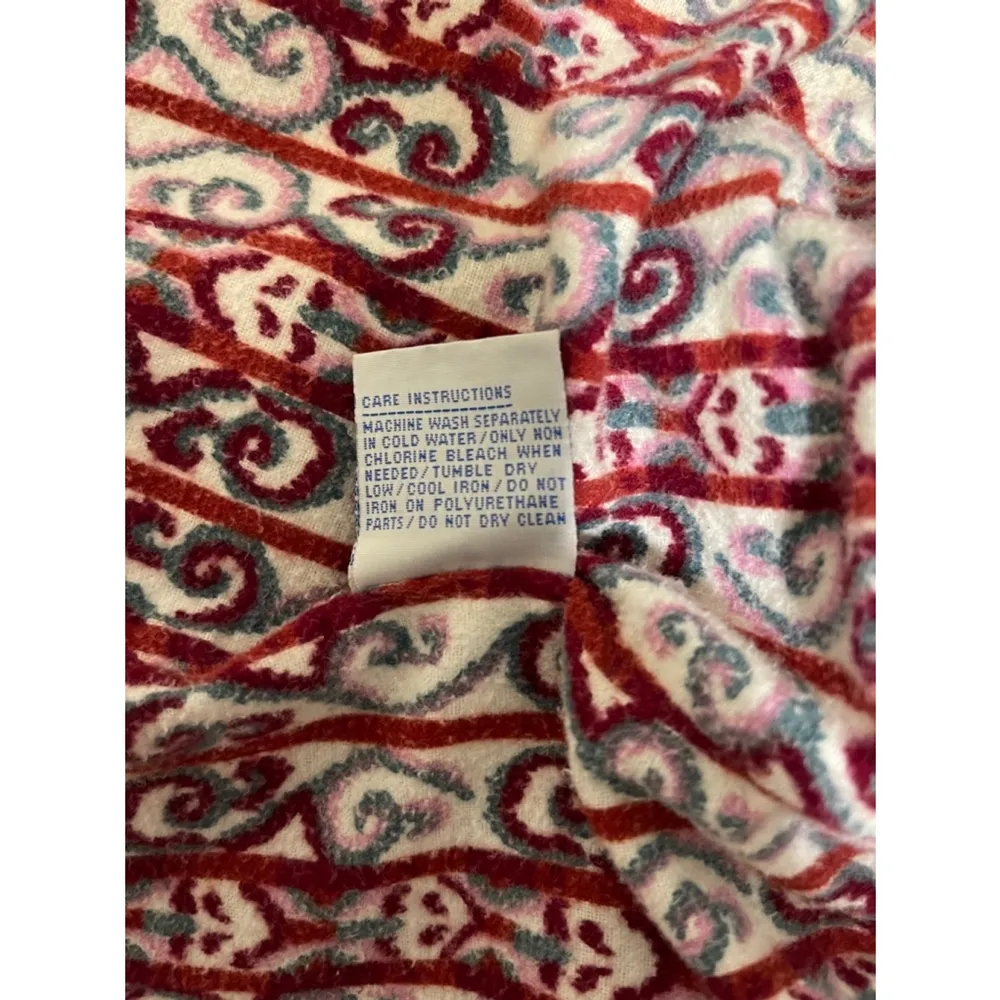 CARE INSTRUCTIONS
MACHINE WASH SEPARATELY
IN COLD WATER/ONLY NON
CHLORINE BLEACH WHEN
NEEDED/TUMBLE DRY
LOW/COOL IRON/DO NOT
IRON ON POLYURETHANE
PARTS/DO NOT DRY CLEAN